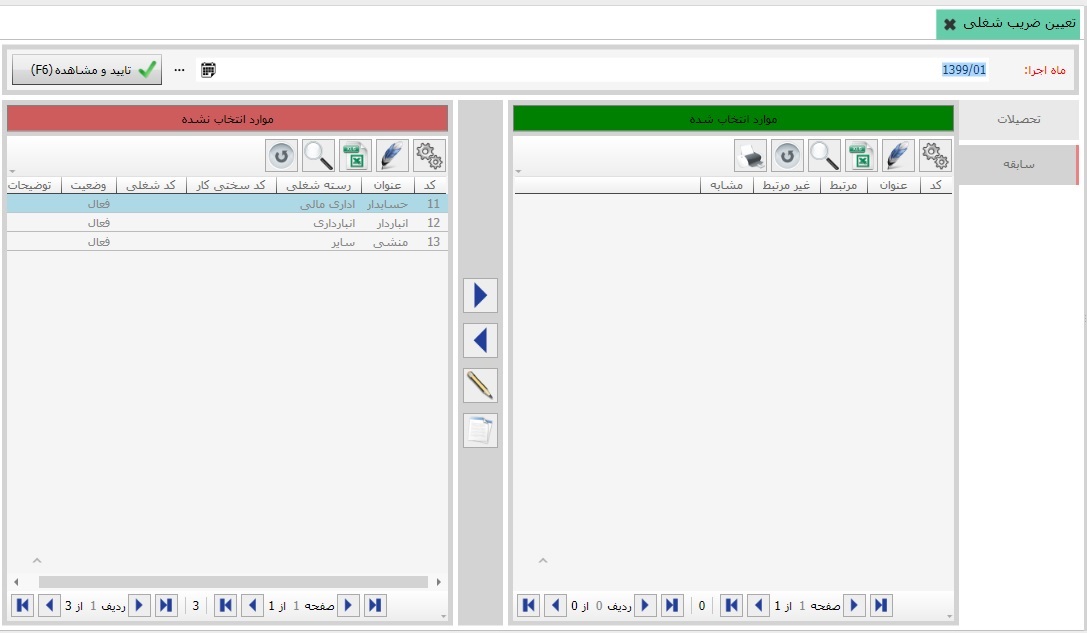 تعیین ضریب شغلی
ماه اجرا: 1399/01 ... تایید و مشاهده (F6)
تحصیلات
سابقه
موارد انتخاب شده
کد عنوان مرتبط غیر مرتبط مشابه
صفحه 1 از 1 0 ردیف 0 از 0
موارد انتخاب نشده
کد عنوان رسته شغلی کد سختی کار کد شغلی وضعیت توضیحات
11 حسابدار اداری مالی فعال
12 انباردار انبارداری فعال
13 منشی سایر فعال
صفحه 1 از 1 3 ردیف 1 از 3